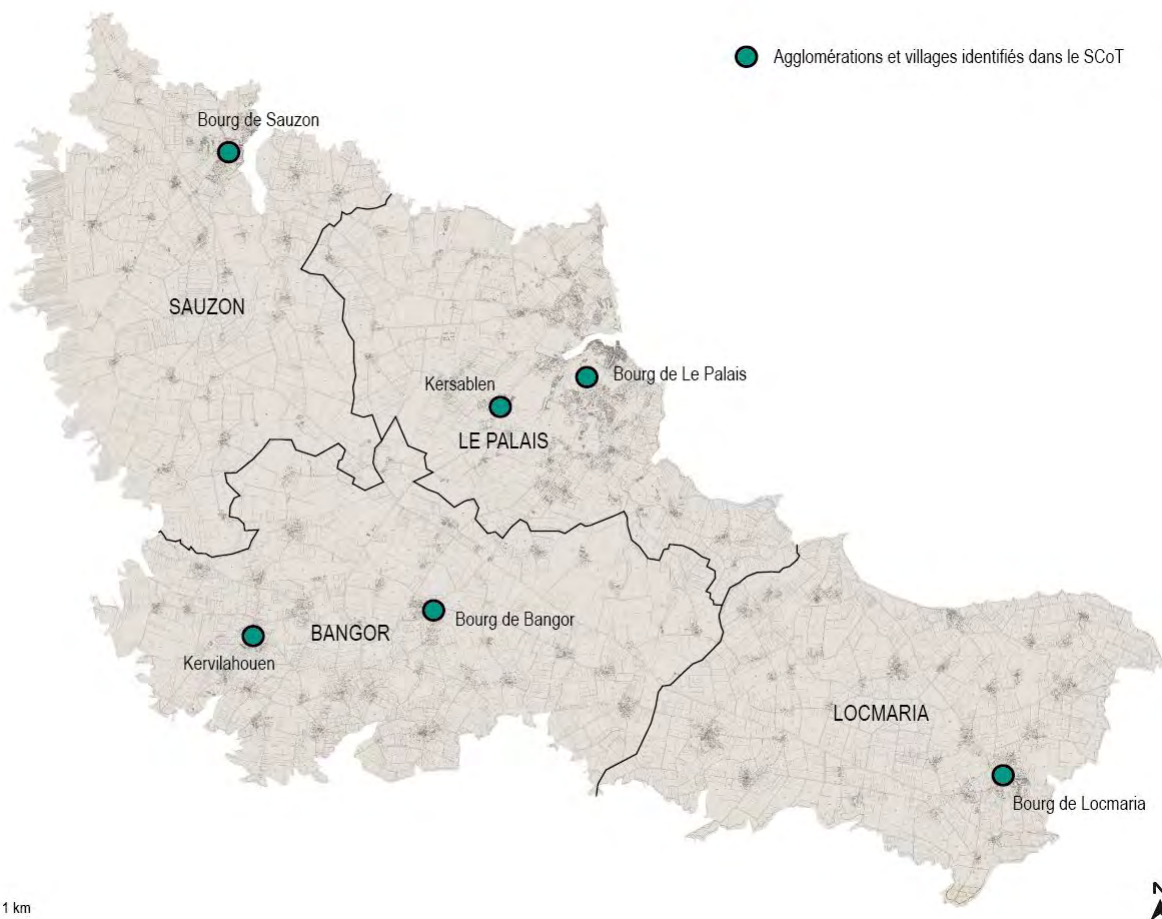 Agglomérations et villages identifiés dans le SCoT
Bourg de Sauzon
SAUZON
Bourg de Le Palais
Kersablen
LE PALAIS
Bourg de Bangor
BANGOR
Kervilahouen
LOCMARIA
Bourg de Locmaria
N
1 km